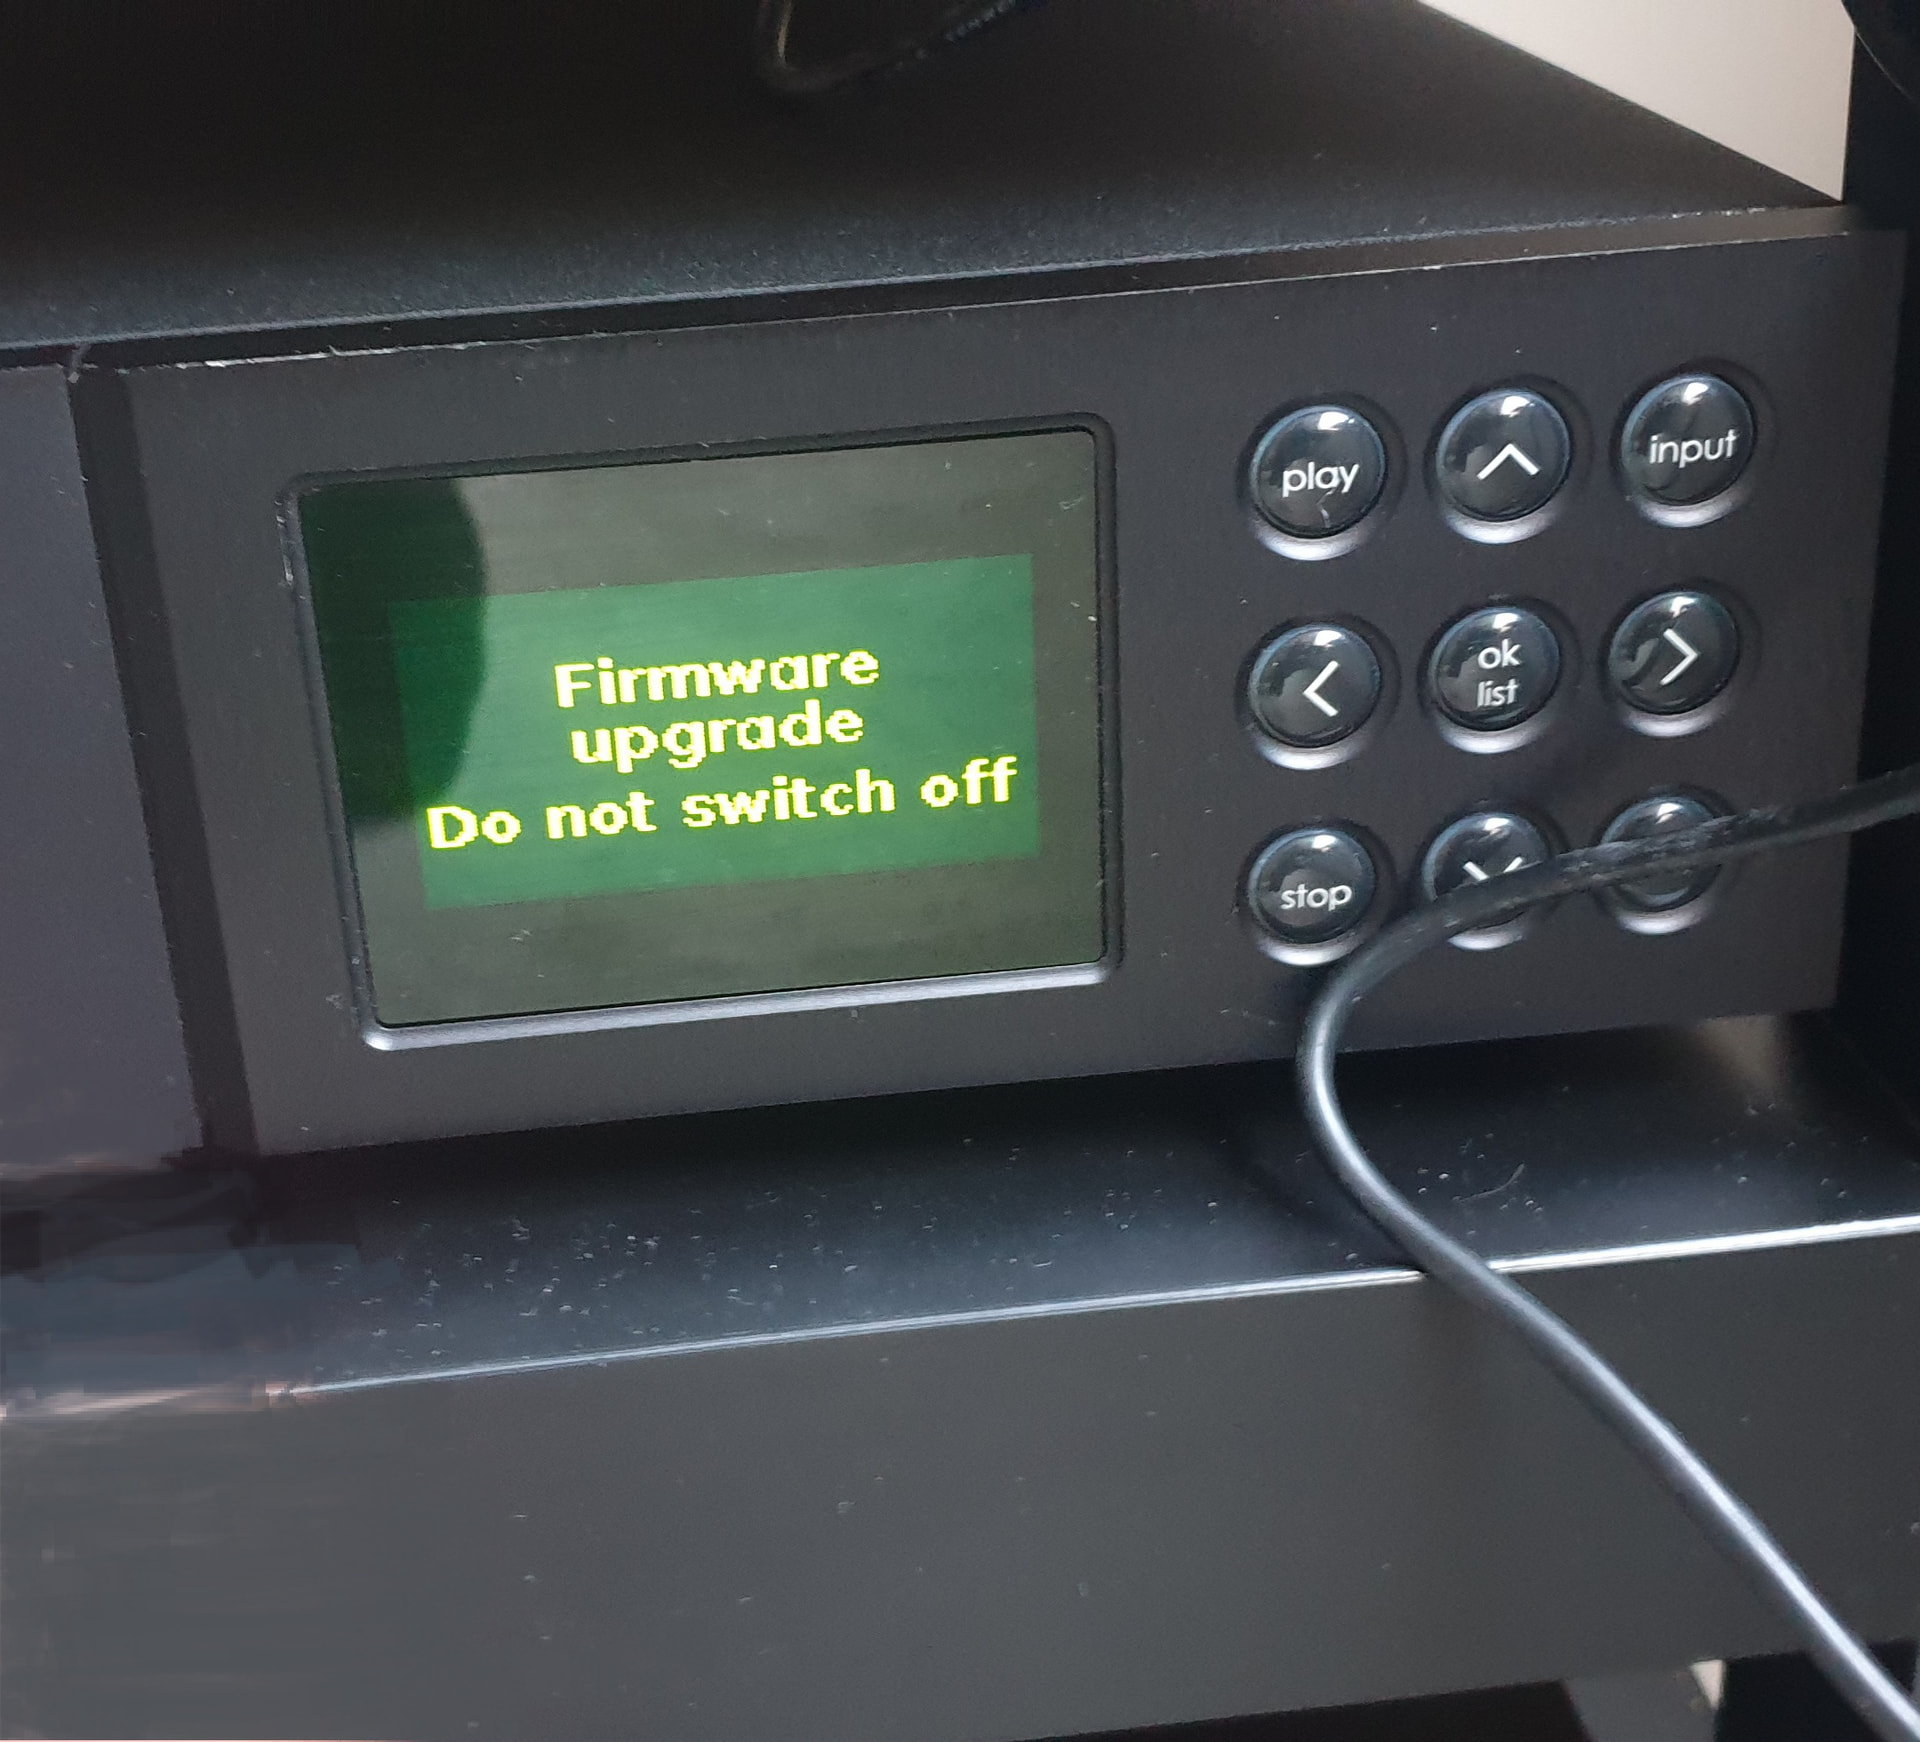 Firmware
upgrade
Do not switch off
play
input
ok
list
stop